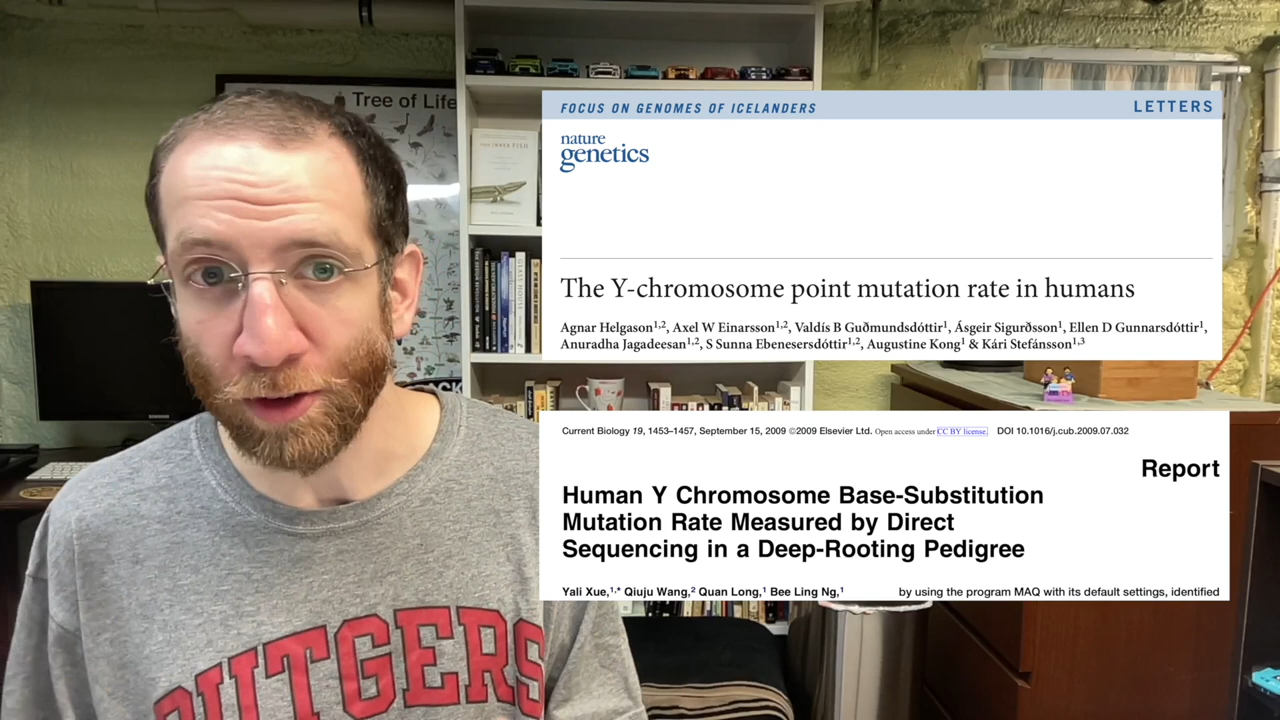 Tree of Life
YOUR INNER FISH
FOCUS ON GENOMES OF ICELANDERS
LETTERS
nature
genetics
The Y-chromosome point mutation rate in humans
Agnar Helgason1,2, Axel W Einarsson1,2, Valdís B Guðmundsdóttir1, Ásgeir Sigurðsson1, Ellen D Gunnarsdóttir1,
Anuradha Jagadeesan1,2, S Sunna Ebenesersdóttir1,2, Augustine Kong1 & Kári Stefánsson1,3
Current Biology 19, 1453–1457, September 15, 2009 ©2009 Elsevier Ltd. Open access under CC BY license. DOI 10.1016/j.cub.2009.07.032
Report
Human Y Chromosome Base-Substitution
Mutation Rate Measured by Direct
Sequencing in a Deep-Rooting Pedigree
Yali Xue,1,* Qiuju Wang,2 Quan Long,1 Bee Ling Ng,1
by using the program MAQ with its default settings, identified
RUTGERS